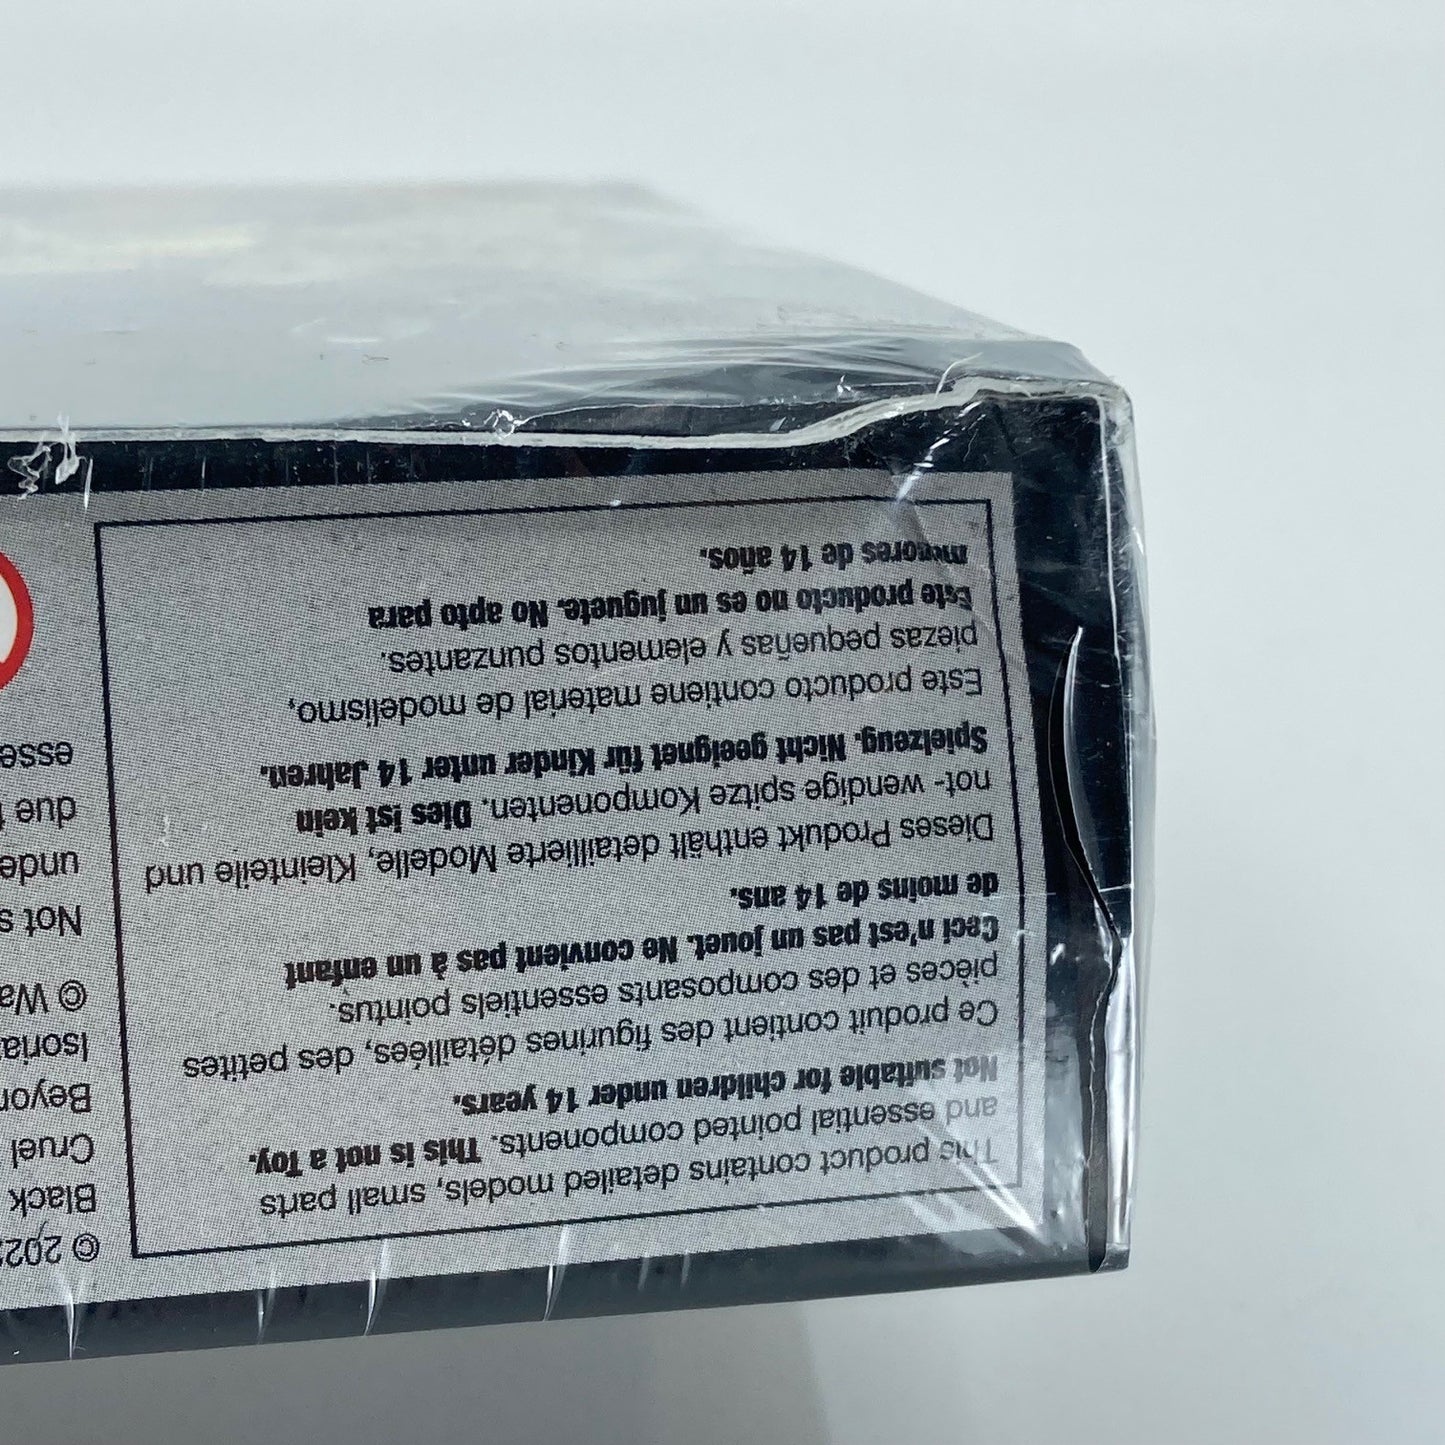 This product contains detailed models, small parts
and essential pointed components. This is not a Toy.
Not suitable for children under 14 years.
Ce produit contient des figurines détaillées, des petites
pièces et des composants essentiels pointus.
Ceci n'est pas un jouet. Ne convient pas à un enfant
de moins de 14 ans.
Dieses Produkt enthält detaillierte Modelle, Kleinteile und
not- wendige spitze Komponenten. Dies ist kein
Spielzeug. Nicht geeignet für Kinder unter 14 Jahren.
Este producto contiene material de modelismo,
piezas pequeñas y elementos punzantes.
Este producto no es un juguete. No apto para
menores de 14 años.
©
Black
Cruel
©
Not
due